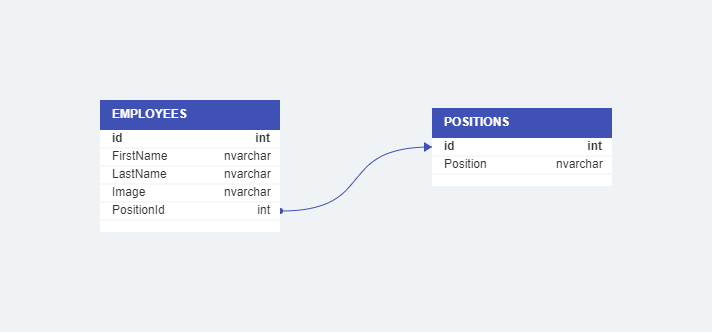 EMPLOYEES
id int
FirstName nvarchar
LastName nvarchar
Image nvarchar
PositionId int
POSITIONS
id int
Position nvarchar